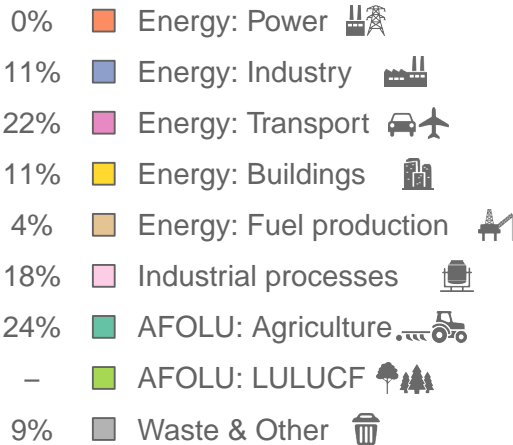 0% Energy: Power
11% Energy: Industry
22% Energy: Transport
11% Energy: Buildings
4% Energy: Fuel production
18% Industrial processes
24% AFOLU: Agriculture
– AFOLU: LULUCF
9% Waste & Other